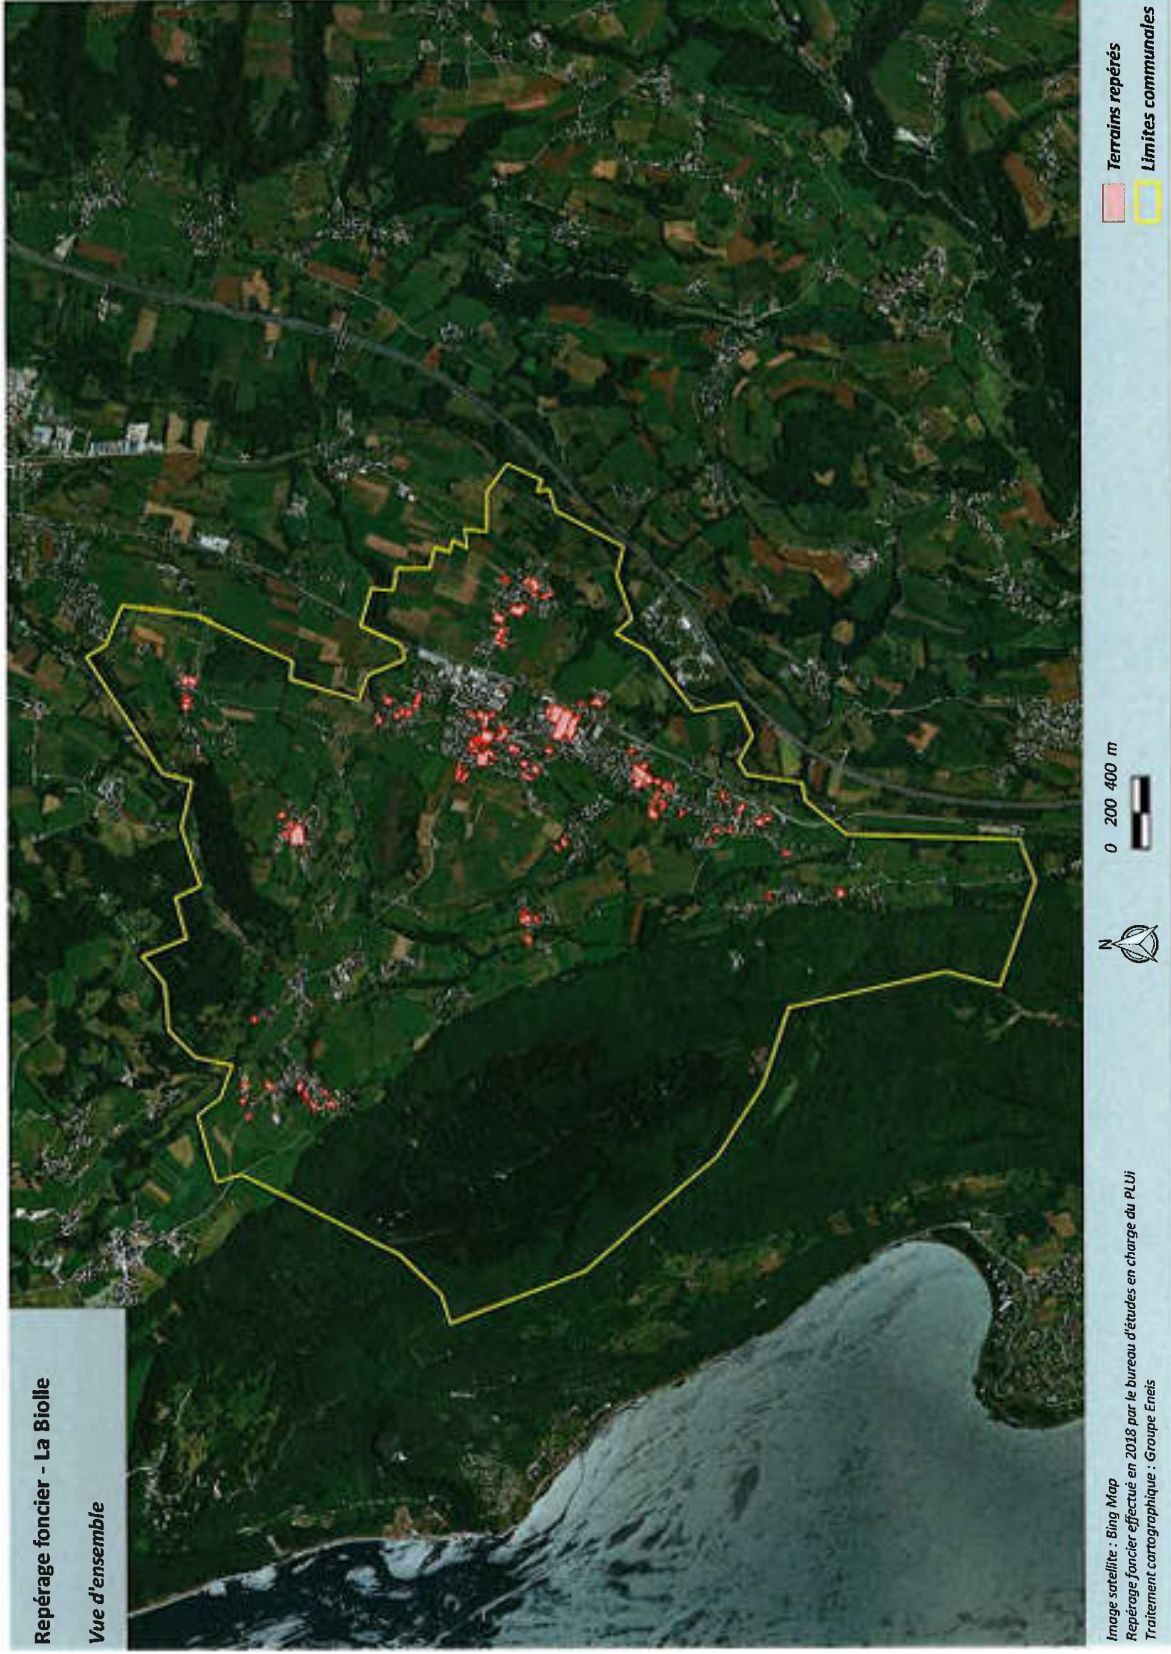 Repérage foncier - La Biolle
Vue d'ensemble
Terrains repérés
Limites communales
0 200 400 m
N
Image satellite : Bing Map
Repérage foncier effectué en 2018 par le bureau d'études en charge du PLUi
Traitement cartographique : Groupe Eneis